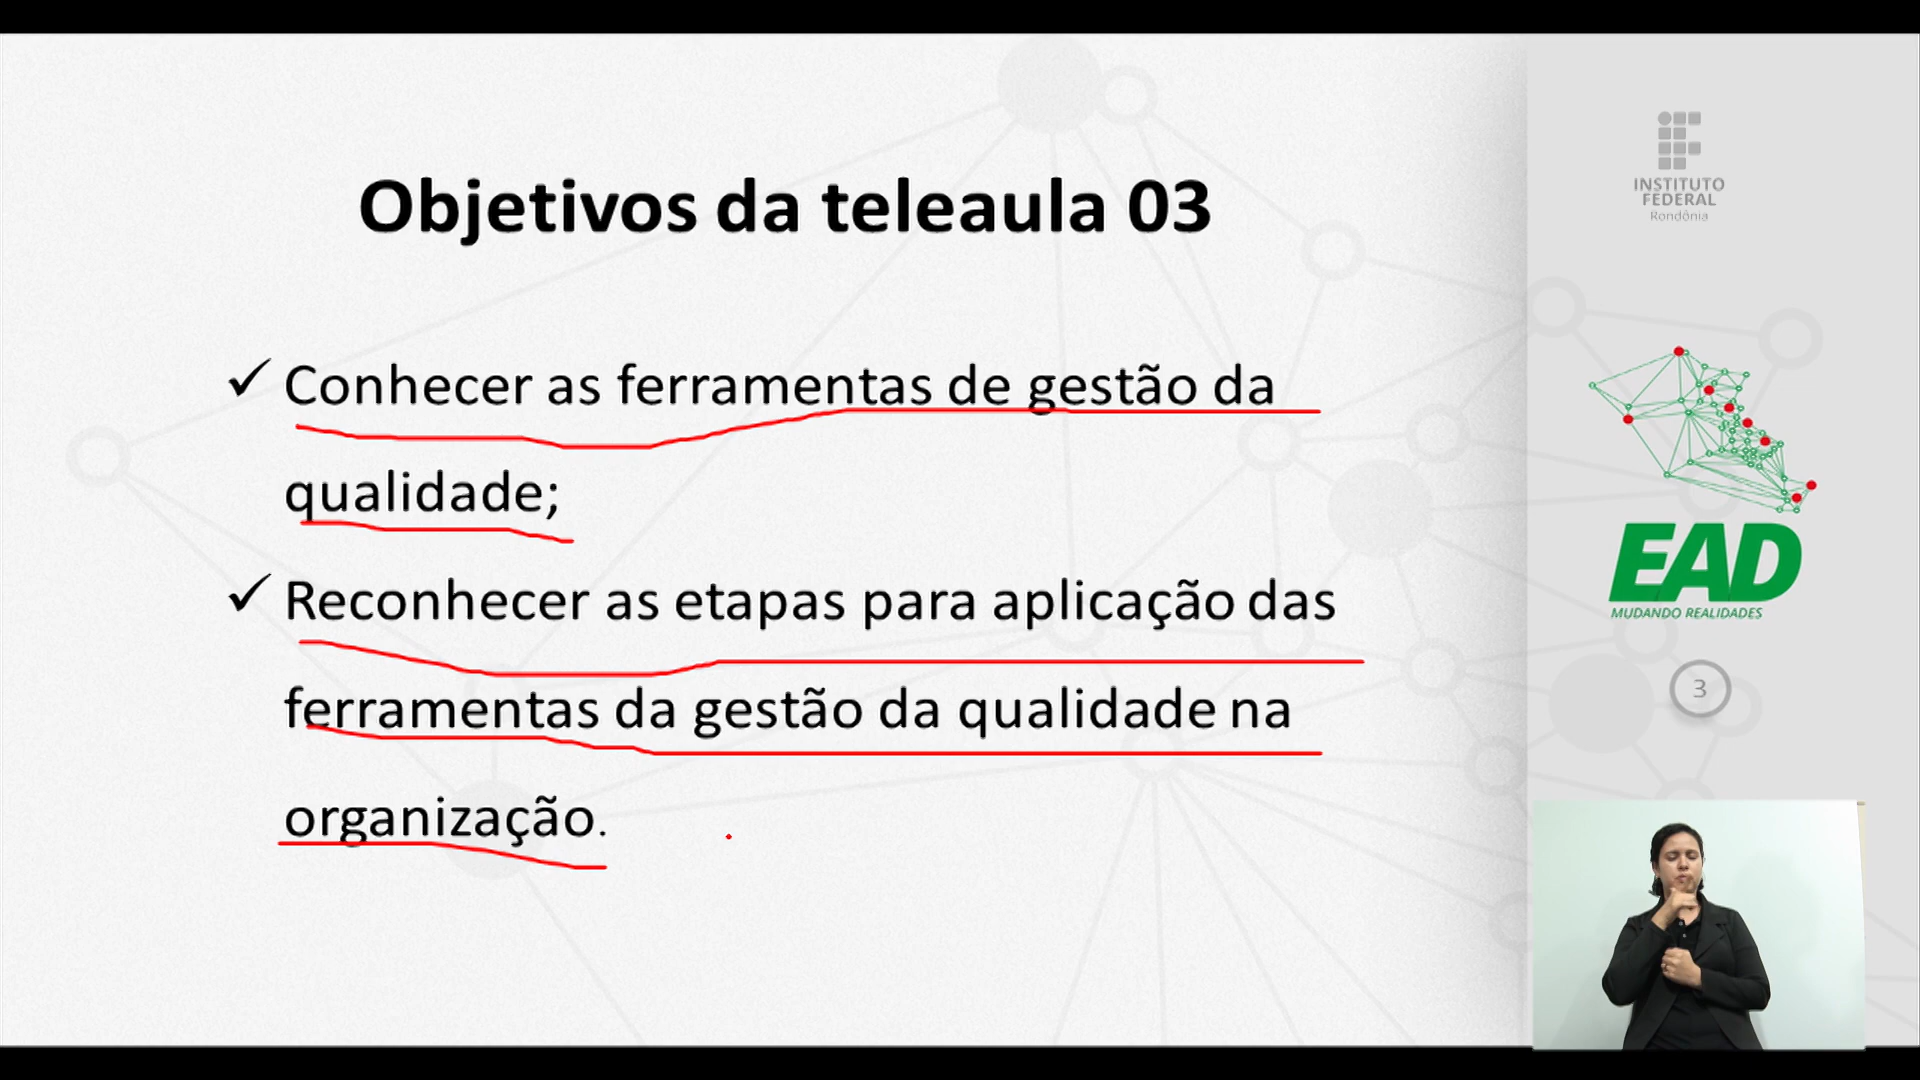 Objetivos da teleaula 03
✓ Conhecer as ferramentas de gestão da
qualidade;
✓ Reconhecer as etapas para aplicação das
ferramentas da gestão da qualidade na
organização.
INSTITUTO
FEDERAL
Rondônia
EAD
MUDANDO REALIDADES
3